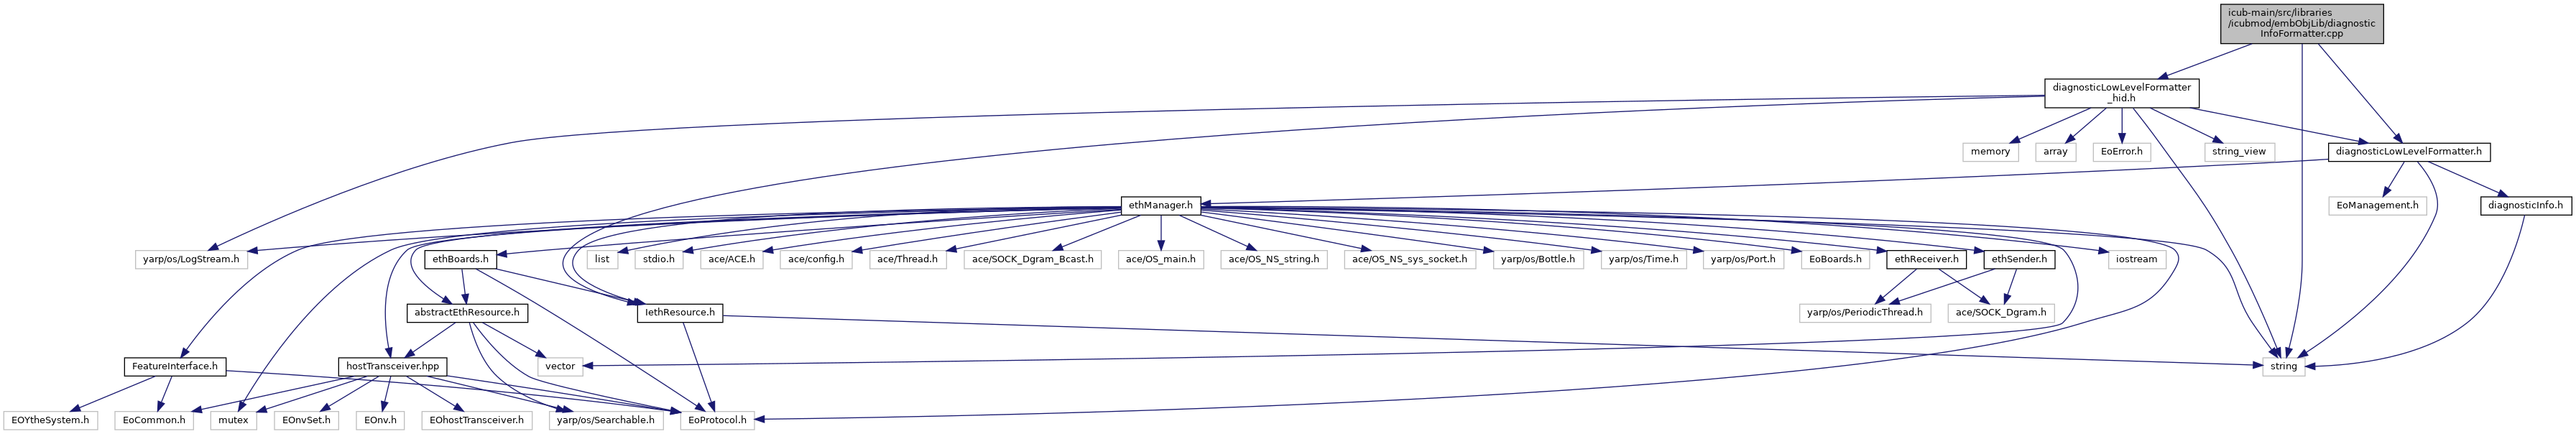 icub-main/src/libraries
/icubmod/embObjLib/diagnostic
InfoFormatter.cpp
diagnosticLowLevelFormatter
_hid.h
memory
array
EoError.h
string_view
diagnosticLowLevelFormatter.h
ethManager.h
EoManagement.h
diagnosticInfo.h
yarp/os/LogStream.h
ethBoards.h
list
stdio.h
ace/ACE.h
ace/config.h
ace/Thread.h
ace/SOCK_Dgram_Bcast.h
ace/OS_main.h
ace/OS_NS_string.h
ace/OS_NS_sys_socket.h
yarp/os/Bottle.h
yarp/os/Time.h
yarp/os/Port.h
EoBoards.h
ethReceiver.h
ethSender.h
iostream
abstractEthResource.h
IethResource.h
yarp/os/PeriodicThread.h
ace/SOCK_Dgram.h
FeatureInterface.h
hostTransceiver.hpp
vector
string
EOYtheSystem.h
EoCommon.h
mutex
EOnvSet.h
EOnv.h
EOhostTransceiver.h
yarp/os/Searchable.h
EoProtocol.h